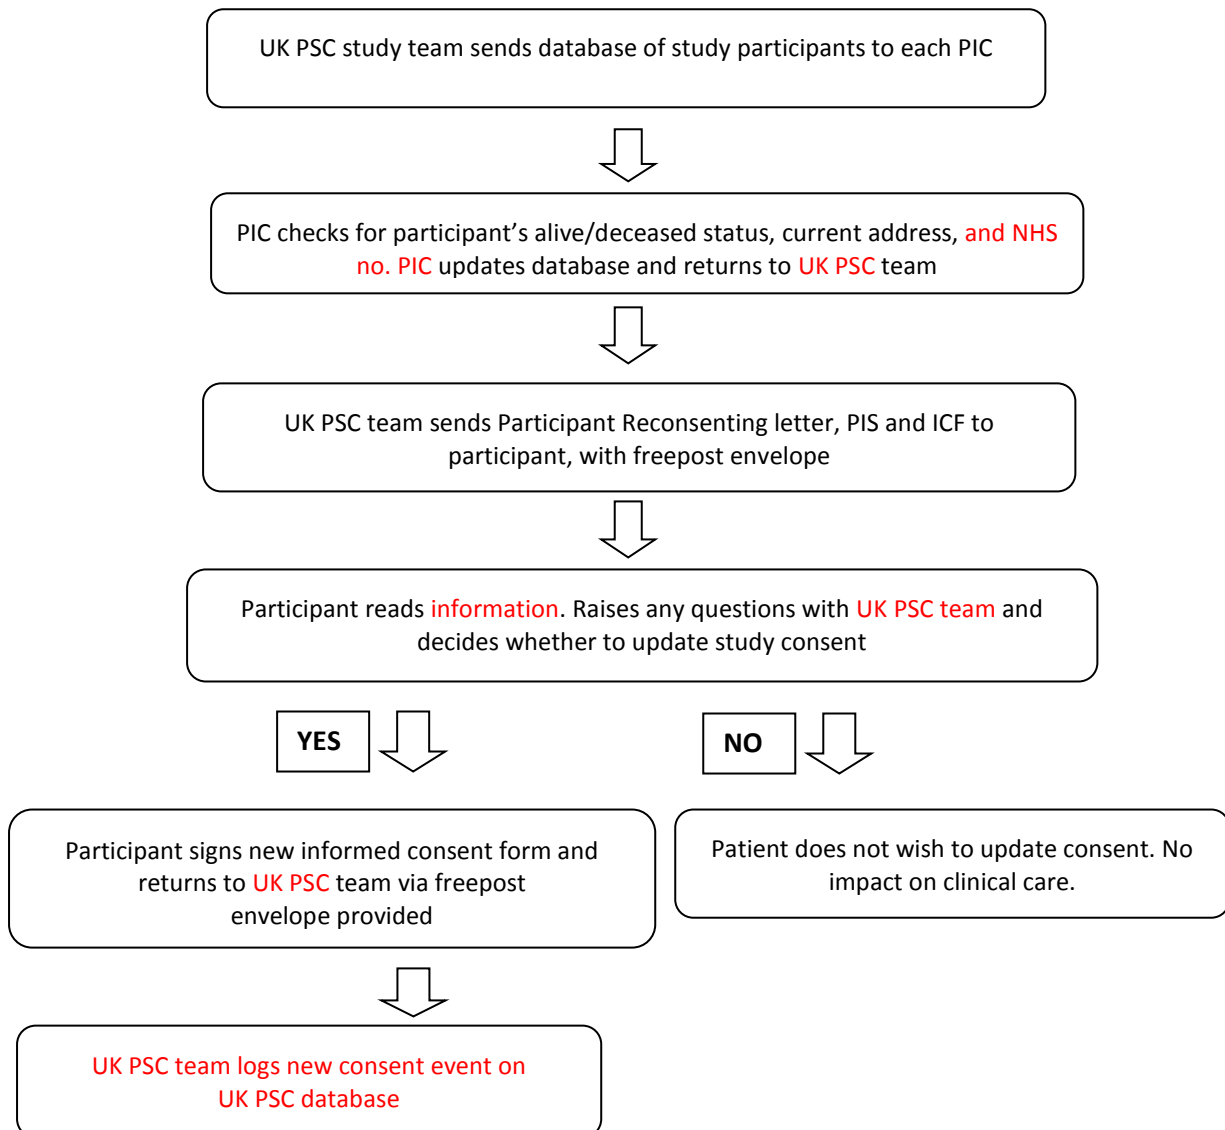 UK PSC study team sends database of study participants to each PIC
PIC checks for participant’s alive/deceased status, current address, and NHS
no. PIC updates database and returns to UK PSC team
UK PSC team sends Participant Reconsenting letter, PIS and ICF to
participant, with freepost envelope
Participant reads information. Raises any questions with UK PSC team and
decides whether to update study consent
YES
NO
Participant signs new informed consent form and
returns to UK PSC team via freepost
envelope provided
Patient does not wish to update consent. No
impact on clinical care.
UK PSC team logs new consent event on
UK PSC database